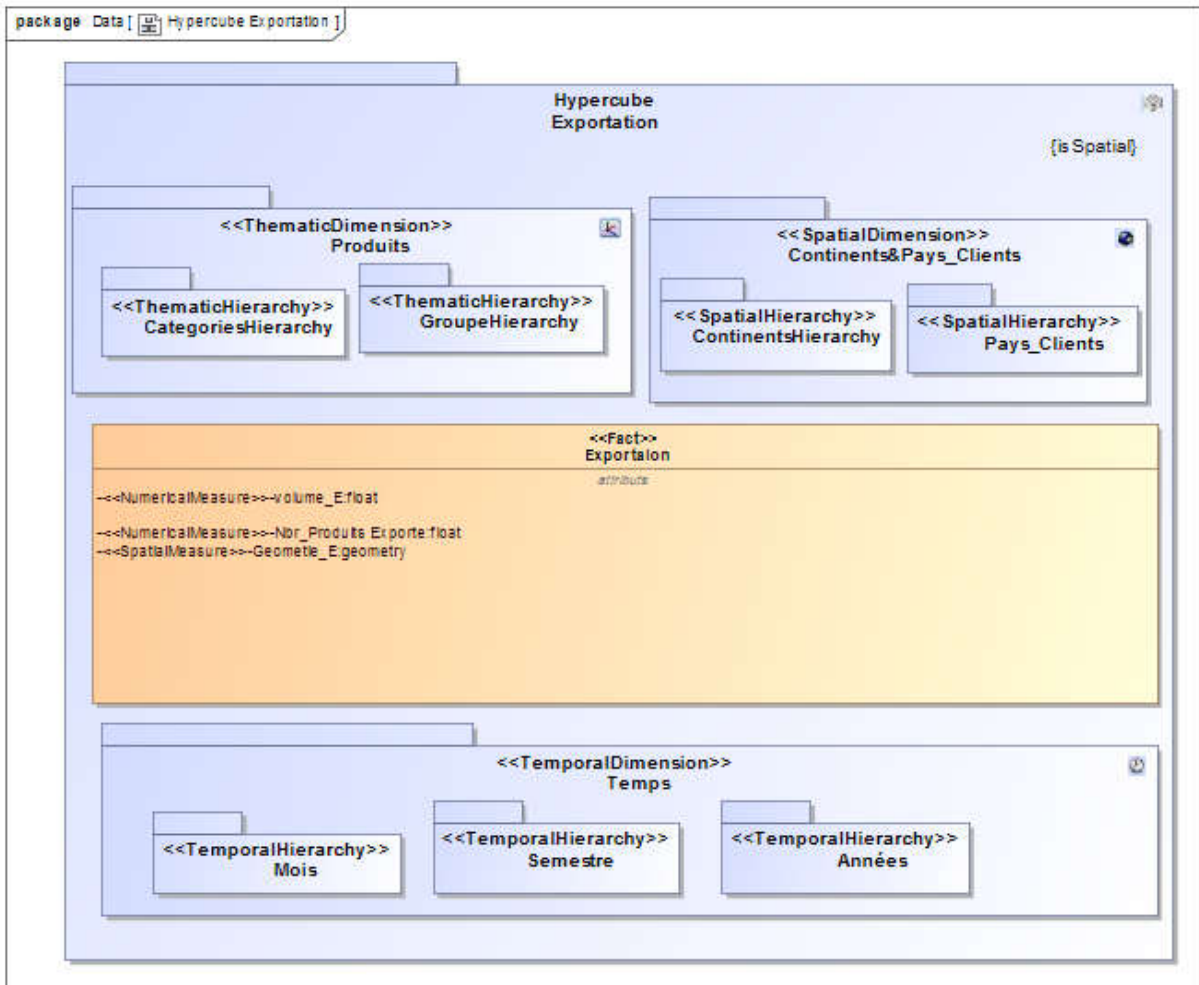 package Data [ Hypercube Exportation ]
Hypercube
Exportation
{is Spatial}
<<ThematicDimension>>
Produits
<<ThematicHierarchy>>
CategoriesHierarchy
<<ThematicHierarchy>>
GroupeHierarchy
<<SpatialDimension>>
Continents&Pays_Clients
<<SpatialHierarchy>>
ContinentsHierarchy
<<SpatialHierarchy>>
Pays_Clients
<<Fact>>
Exportaion
attributs
-<<NumericalMeasure>>-volume_E:float
-<<NumericalMeasure>>-Nbr_Produits Exporte:float
-<<SpatialMeasure>>-Geometie_E:geometry
<<TemporalDimension>>
Temps
<<TemporalHierarchy>>
Mois
<<TemporalHierarchy>>
Semestre
<<TemporalHierarchy>>
Années